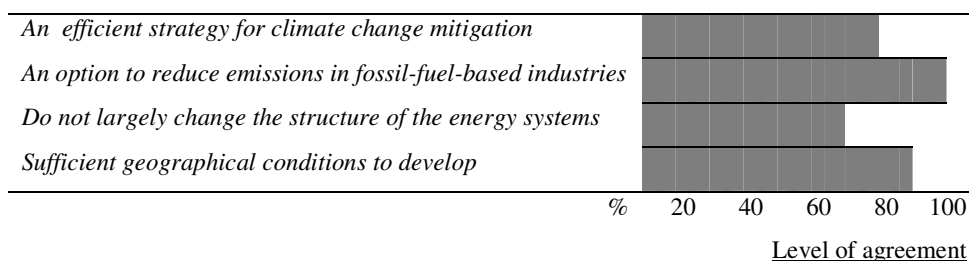 An efficient strategy for climate change mitigation
An option to reduce emissions in fossil-fuel-based industries
Do not largely change the structure of the energy systems
Sufficient geographical conditions to develop
% 20 40 60 80 100
Level of agreement